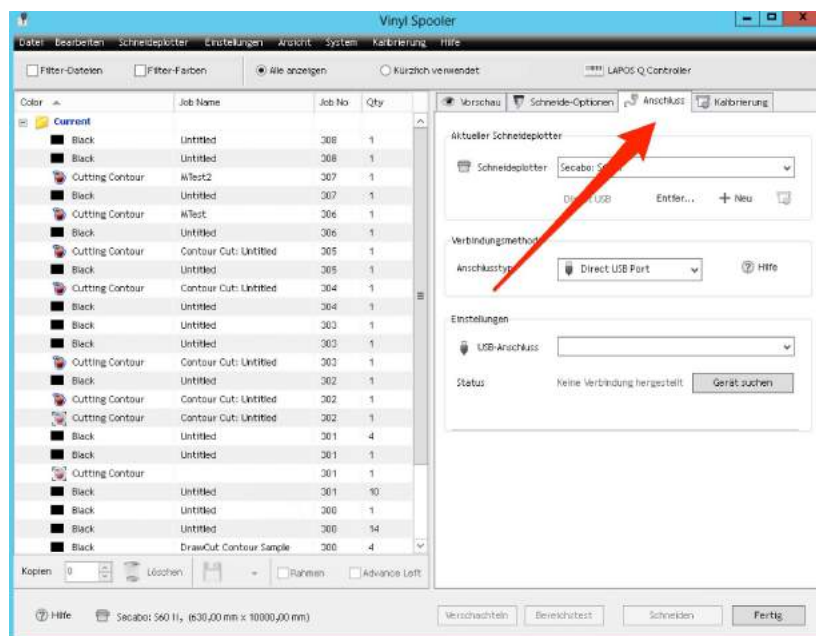 Vinyl Spooler
Datei Bearbeiten Schneideplotter Einstellungen Ansicht System Kalibrierung Hilfe
Filter-Dateien Filter-Farben Alle anzeigen Kürzlich verwendet LAPOS Q Controller
Color Job Name Job No Qty
Current
Black Untitled 308 1
Black Untitled 308 1
Cutting Contour MTest2 307 1
Black Untitled 307 1
Cutting Contour MTest 306 1
Black Untitled 306 1
Cutting Contour Contour Cut: Untitled 305 1
Black Untitled 305 1
Cutting Contour Contour Cut: Untitled 304 1
Black Untitled 304 1
Black Untitled 303 1
Black Untitled 303 1
Cutting Contour Contour Cut: Untitled 303 1
Black Untitled 302 1
Cutting Contour Contour Cut: Untitled 302 1
Cutting Contour Contour Cut: Untitled 302 1
Black Untitled 301 4
Black Untitled 301 1
Cutting Contour 301 1
Black Untitled 301 10
Black Untitled 300 1
Black Untitled 300 14
Black DrawCut Contour Sample 300 4
Kopien 0 Löschen Rahmen Advance Left
Vorschau Schneide-Optionen Anschluss Kalibrierung
Aktueller Schneideplotter
Schneideplotter Secabo:
USB Entfer... + Neu
Verbindungsmethode
Anschlusstyp Direct USB Port Hilfe
Einstellungen
USB-Anschluss
Status Keine Verbindung hergestellt Gerät suchen
Hilfe Secabo: S60 II, (630,00 mm x 10000,00 mm) Verschachteln Bereichstest Schneiden Fertig